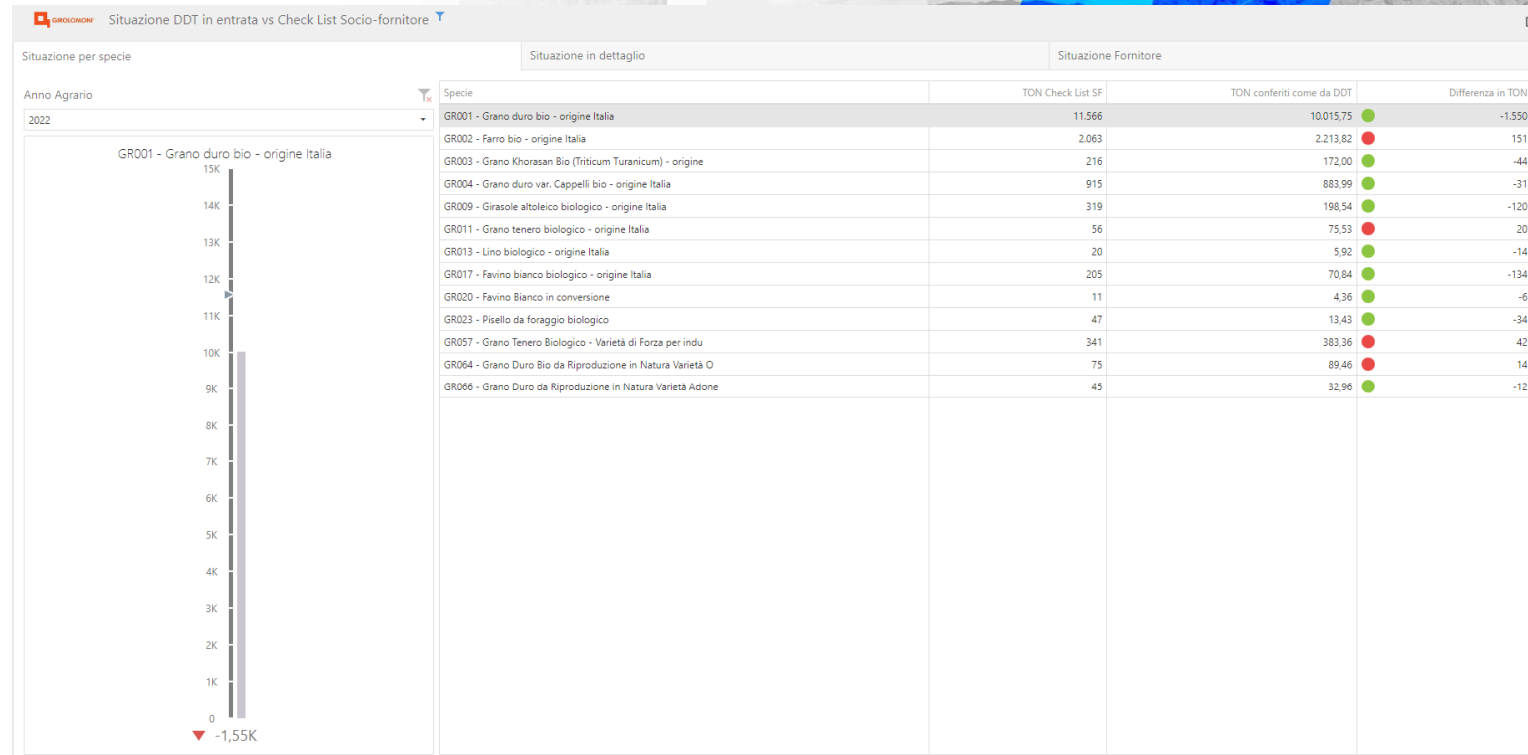 GIROLOMONI Situazione DDT in entrata vs Check List Socio-fornitore
Situazione per specie Situazione in dettaglio Situazione Fornitore
Anno Agrario
2022
GR001 - Grano duro bio - origine Italia
15K
14K
13K
12K
11K
10K
9K
8K
7K
6K
5K
4K
3K
2K
1K
0
-1,55K
Specie TON Check List SF TON conferiti come da DDT Differenza in TON
GR001 - Grano duro bio - origine Italia 11.566 10.015,75 -1.550
GR002 - Farro bio - origine Italia 2.063 2.213,82 151
GR003 - Grano Khorasan Bio (Triticum Turanicum) - origine 216 172,00 -44
GR004 - Grano duro var. Cappelli bio - origine Italia 915 883,99 -31
GR009 - Girasole altoleico biologico - origine Italia 319 198,54 -120
GR011 - Grano tenero biologico - origine Italia 56 75,53 20
GR013 - Lino biologico - origine Italia 20 5,92 -14
GR017 - Favino bianco biologico - origine Italia 205 70,84 -134
GR020 - Favino Bianco in conversione 11 4,36 -6
GR023 - Pisello da foraggio biologico 47 13,43 -34
GR057 - Grano Tenero Biologico - Varietà di Forza per indu 341 383,36 42
GR064 - Grano Duro Bio da Riproduzione in Natura Varietà O 75 89,46 14
GR066 - Grano Duro da Riproduzione in Natura Varietà Adone 45 32,96 -12